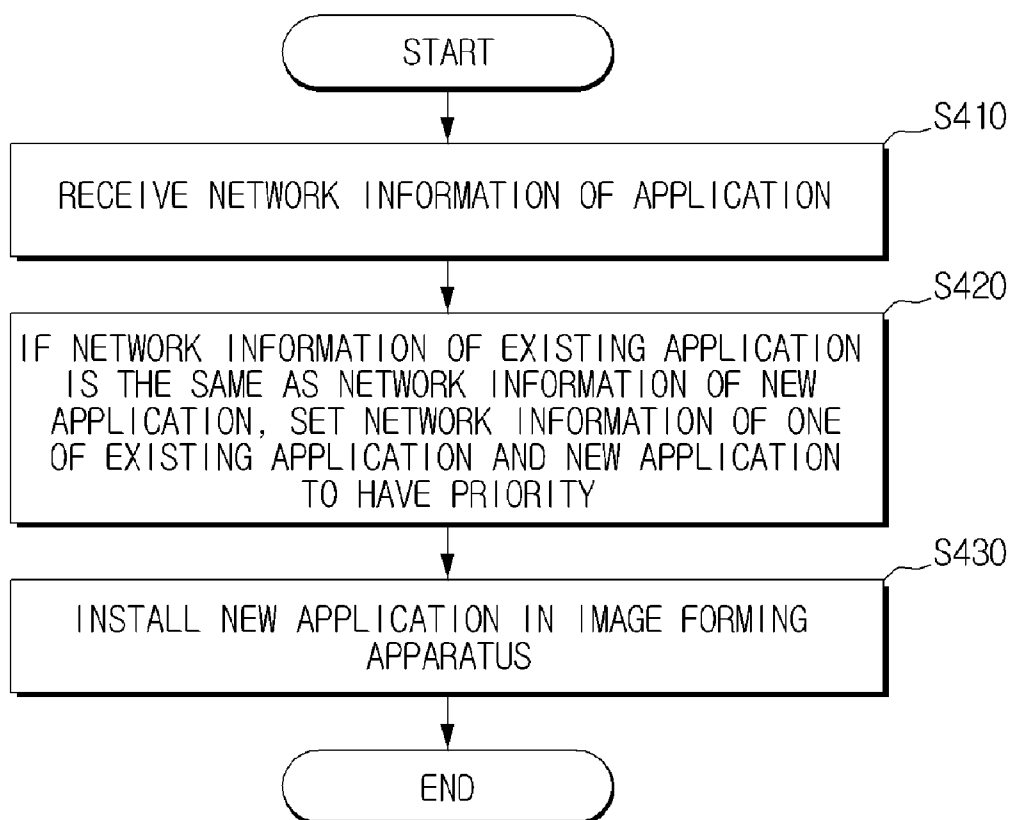 START
S410
RECEIVE NETWORK INFORMATION OF APPLICATION
S420
IF NETWORK INFORMATION OF EXISTING APPLICATION
IS THE SAME AS NETWORK INFORMATION OF NEW
APPLICATION, SET NETWORK INFORMATION OF ONE
OF EXISTING APPLICATION AND NEW APPLICATION
TO HAVE PRIORITY
S430
INSTALL NEW APPLICATION IN IMAGE FORMING
APPARATUS
END